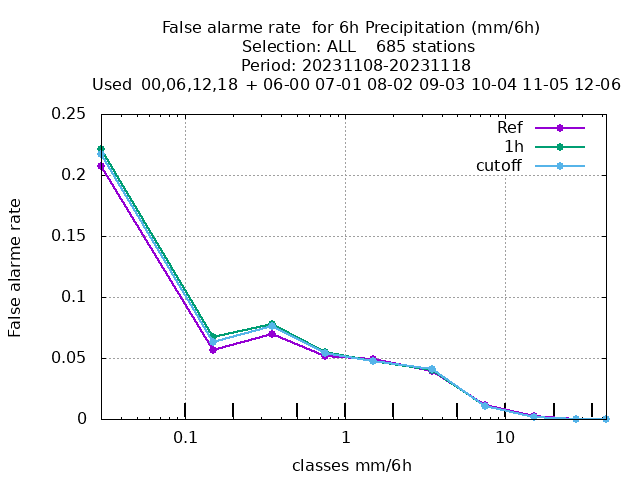 False alarme rate  for 6h Precipitation (mm/6h)
Selection: ALL    685 stations
Period: 20231108-20231118
Used  00,06,12,18  + 06-00 07-01 08-02 09-03 10-04 11-05 12-06
0.25
0.2
0.15
0.1
0.05
0
False alarme rate
Ref
1h
cutoff
0.1
1
10
classes mm/6h